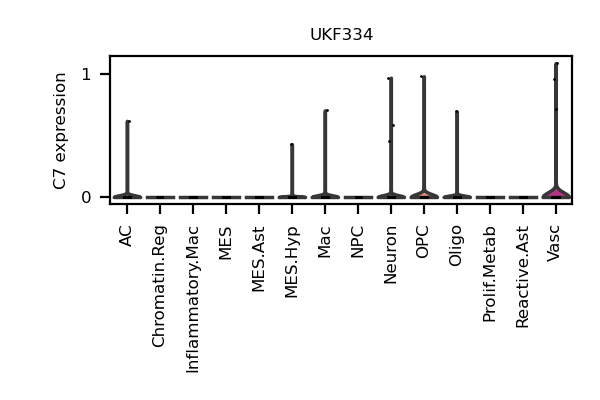 UKF334
C7 expression
1
0
AC
Chromatin.Reg
Inflammatory.Mac
MES
MES.Ast
MES.Hyp
Mac
NPC
Neuron
OPC
Oligo
Prolif.Metab
Reactive.Ast
Vasc